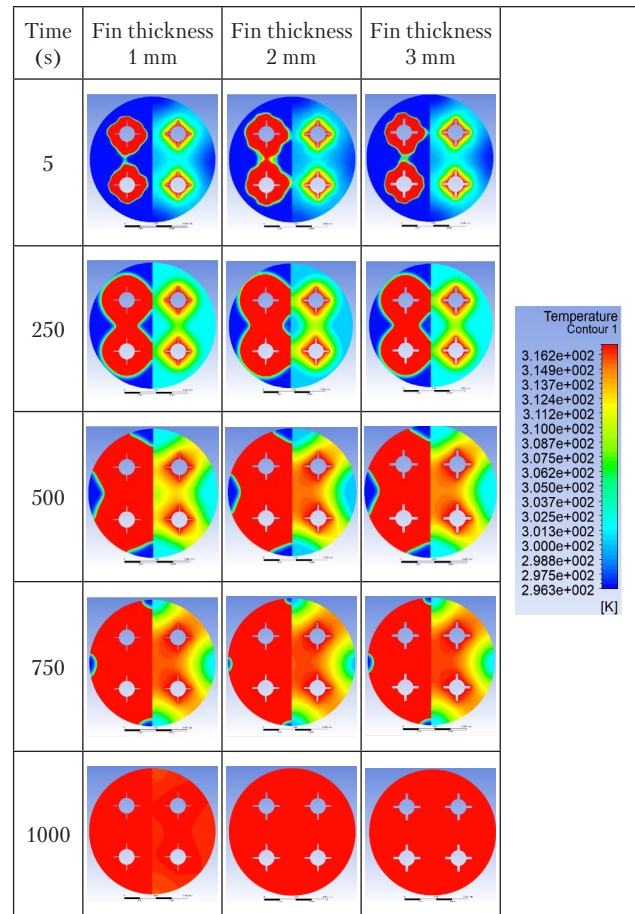 Time (s)
Fin thickness 1 mm
Fin thickness 2 mm
Fin thickness 3 mm
5
250
500
750
1000
Temperature
Contour 1
3.162e+002
3.149e+002
3.137e+002
3.124e+002
3.112e+002
3.100e+002
3.087e+002
3.075e+002
3.062e+002
3.050e+002
3.037e+002
3.025e+002
3.013e+002
3.000e+002
2.988e+002
2.975e+002
2.963e+002
[K]